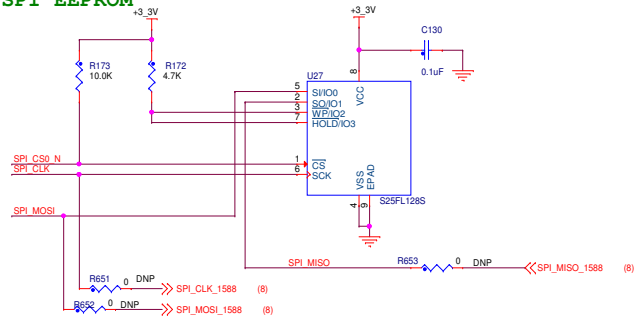 SPI EEPROM
+3_3V
+3_3V
C130
0.1uF
R173
10.0K
R172
4.7K
U27
8
VCC
5 SI/IO0
2 SO/IO1
3 WP/IO2
7 HOLD/IO3
SPI_CS0_N
1 CS
SPI_CLK
6 SCK
VSS
EPAD
4
9
S25FL128S
SPI_MOSI
SPI_MISO
R653
0
DNP
SPI_MISO_1588 (8)
R651
0
DNP
SPI_CLK_1588 (8)
R652
0
DNP
SPI_MOSI_1588 (8)